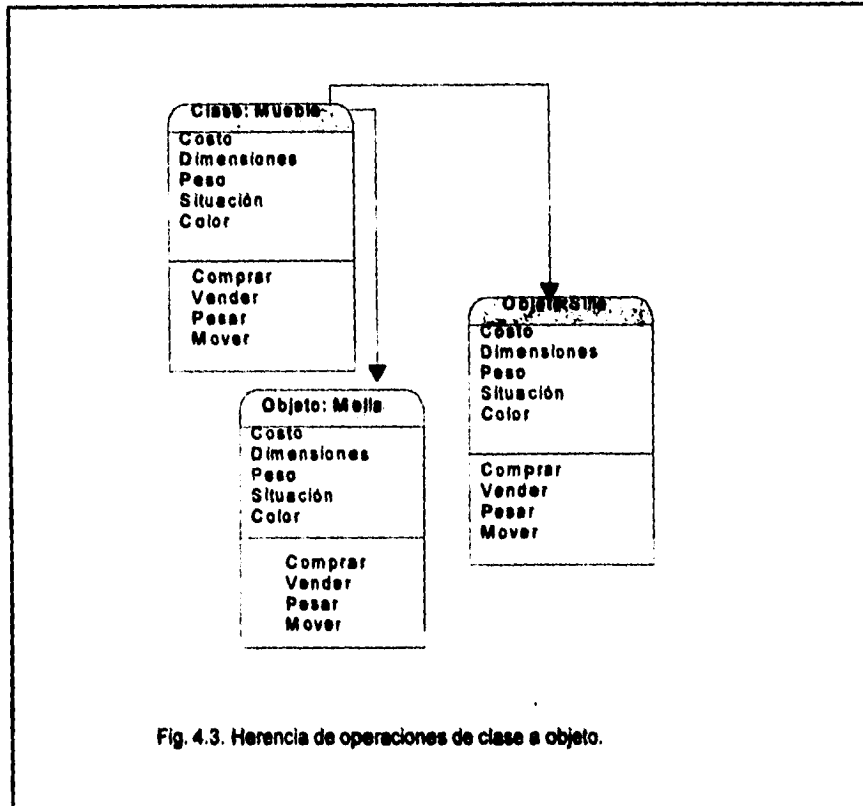 Clase: Mueble
Costo
Dimensiones
Peso
Situación
Color
Comprar
Vender
Pesar
Mover
Objeto: Silla
Costo
Dimensiones
Peso
Situación
Color
Comprar
Vender
Pesar
Mover
Objeto:
Costo
Dimensiones
Peso
Situación
Color
Comprar
Vender
Pesar
Mover
Fig. 4.3. Herencia de operaciones de clase a objeto.